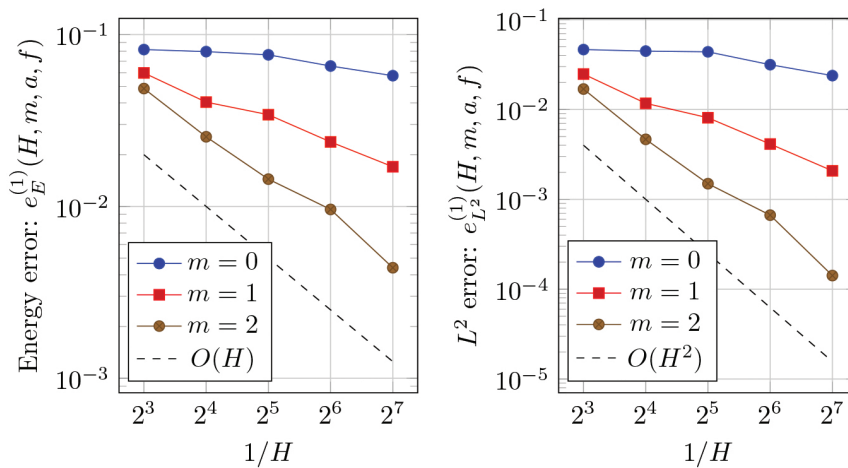 Energy error: $e_E^{(1)}(H, m, a, f)$
10^{-1}
10^{-2}
10^{-3}
m = 0
m = 1
m = 2
O(H)
2^3 2^4 2^5 2^6 2^7
1/H
$L^2$ error: $e_{L^2}^{(1)}(H, m, a, f)$
10^{-1}
10^{-2}
10^{-3}
10^{-4}
10^{-5}
m = 0
m = 1
m = 2
O(H^2)
2^3 2^4 2^5 2^6 2^7
1/H